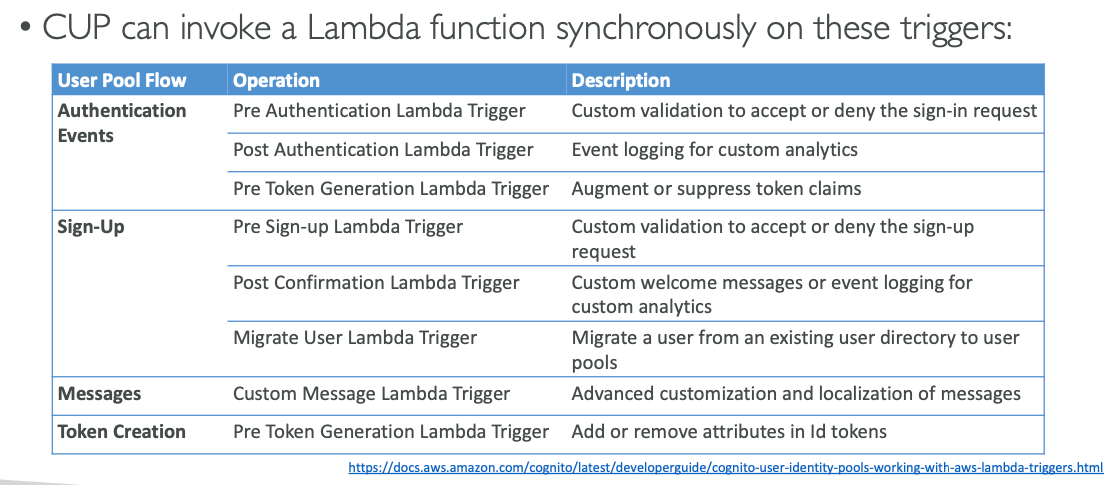 • CUP can invoke a Lambda function synchronously on these triggers:
User Pool Flow Operation Description
Authentication Events Pre Authentication Lambda Trigger Custom validation to accept or deny the sign-in request
Post Authentication Lambda Trigger Event logging for custom analytics
Pre Token Generation Lambda Trigger Augment or suppress token claims
Sign-Up Pre Sign-up Lambda Trigger Custom validation to accept or deny the sign-up
request
Post Confirmation Lambda Trigger Custom welcome messages or event logging for
custom analytics
Migrate User Lambda Trigger Migrate a user from an existing user directory to user
pools
Messages Custom Message Lambda Trigger Advanced customization and localization of messages
Token Creation Pre Token Generation Lambda Trigger Add or remove attributes in Id tokens
https://docs.aws.amazon.com/cognito/latest/developerguide/cognito-user-identity-pools-working-with-aws-lambda-triggers.html